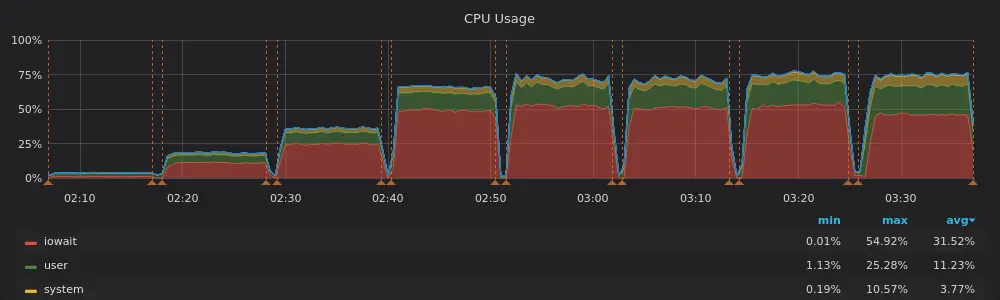 CPU Usage
100%
75%
50%
25%
0%
02:10 02:20 02:30 02:40 02:50 03:00 03:10 03:20 03:30
min max avg
iowait 0.01% 54.92% 31.52%
user 1.13% 25.28% 11.23%
system 0.19% 10.57% 3.77%